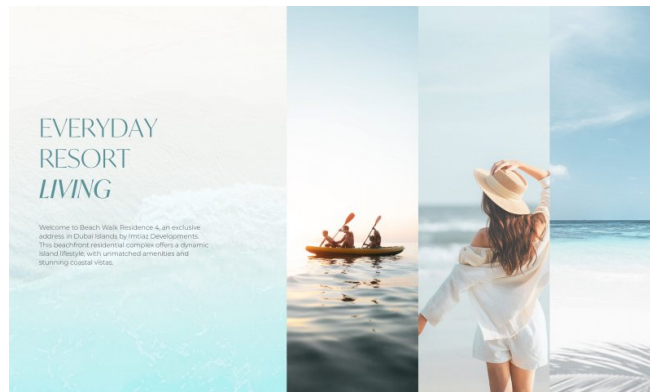 EVERYDAY
RESORT
LIVING
Welcome to Beach Walk Residence 4, an exclusive
address in Dubai Islands by Imtiaz Developments.
This beachfront residential complex offers a dynamic
island lifestyle, with unmatched amenities and
stunning coastal vistas.